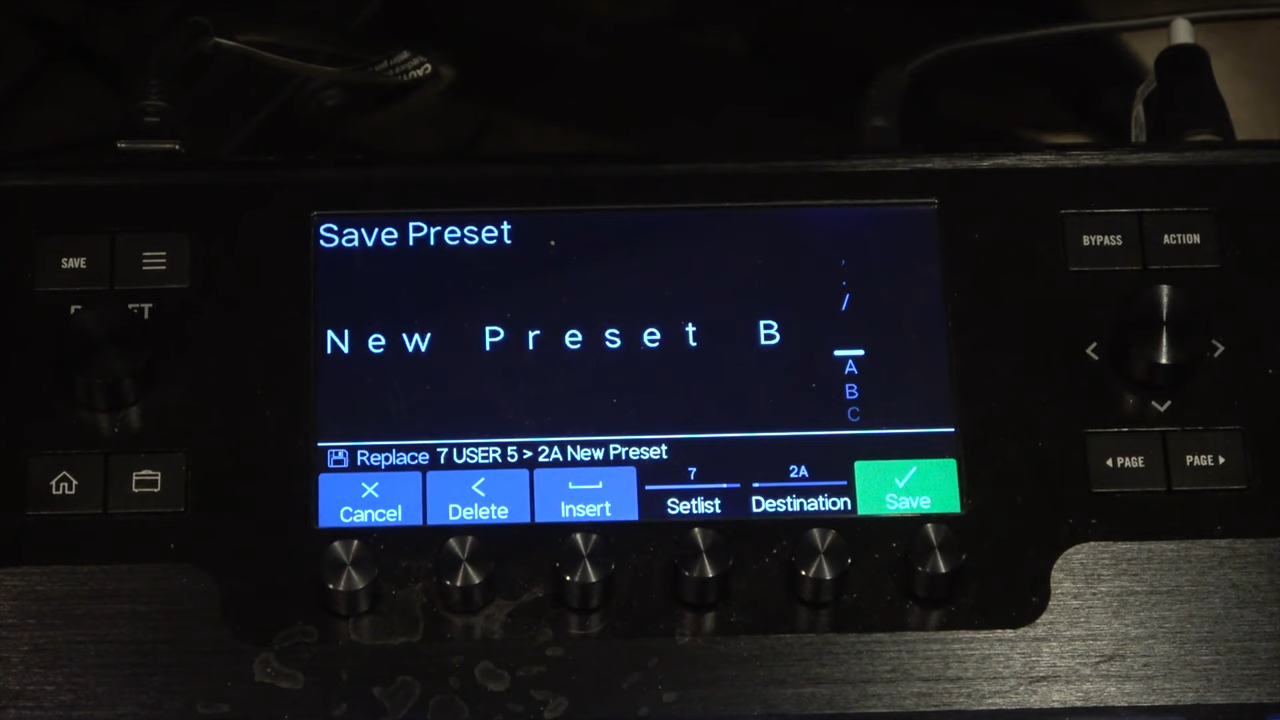 CAUTION
Save Preset
New Preset B
/
A
B
C
Replace 7 USER 5 > 2A New Preset
Cancel
Delete
Insert
7
Setlist
2A
Destination
Save
SAVE
BYPASS
ACTION
PAGE
PAGE